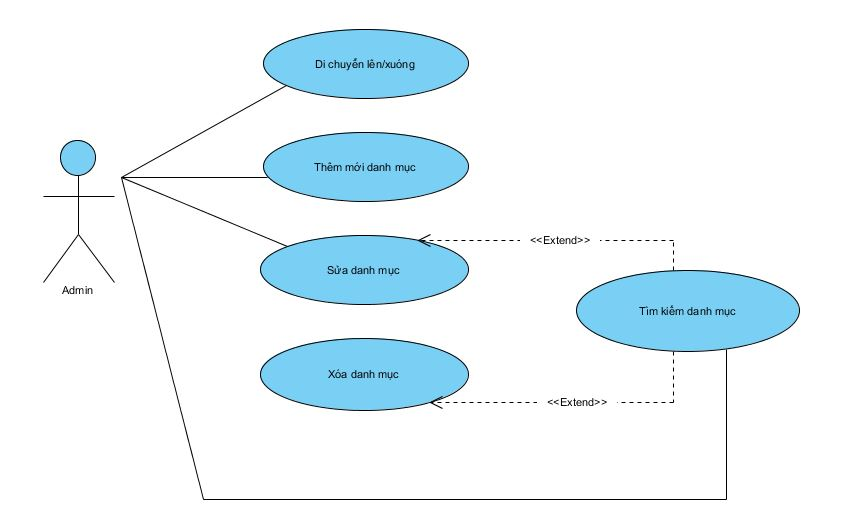 Di chuyển lên/xuống
Thêm mới danh mục
Sửa danh mục
<<Extend>>
Admin
Tìm kiếm danh mục
Xóa danh mục
<<Extend>>